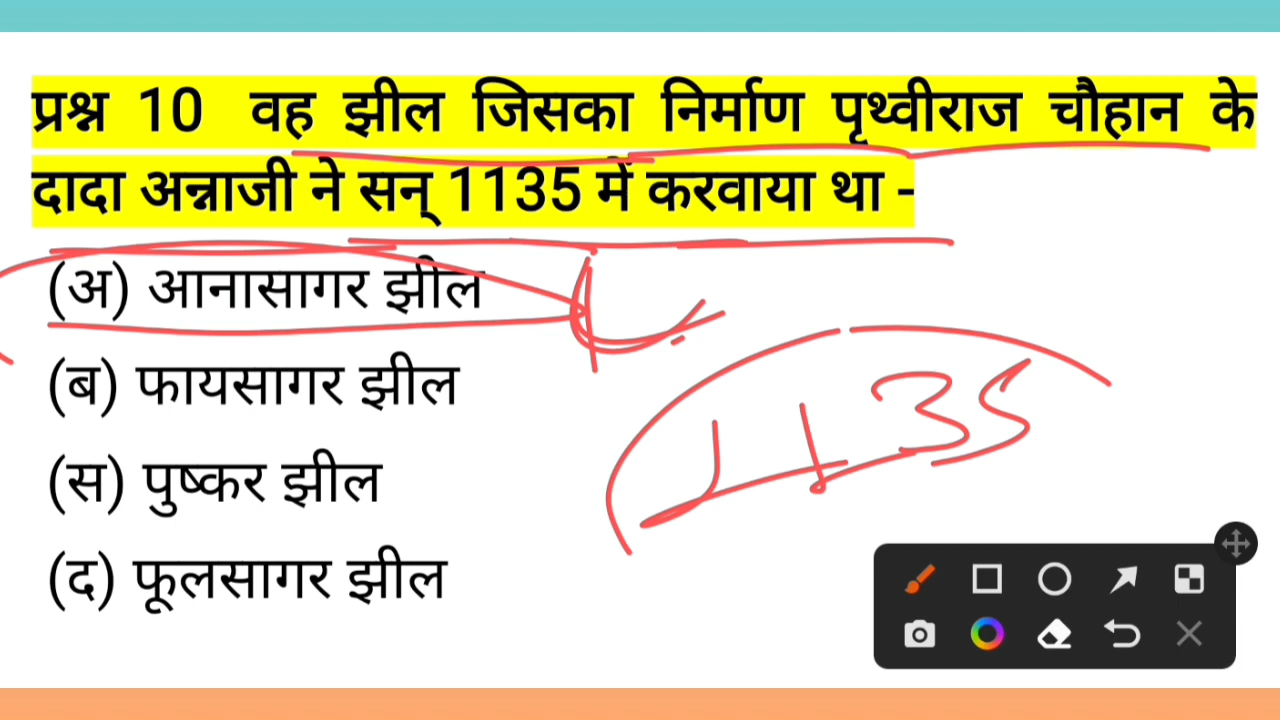 प्रश्न 10 वह झील जिसका निर्माण पृथ्वीराज चौहान के
दादा अन्नाजी ने सन् 1135 में करवाया था -
(अ) आनासागर झील
(ब) फायसागर झील
(स) पुष्कर झील
(द) फूलसागर झील
1135